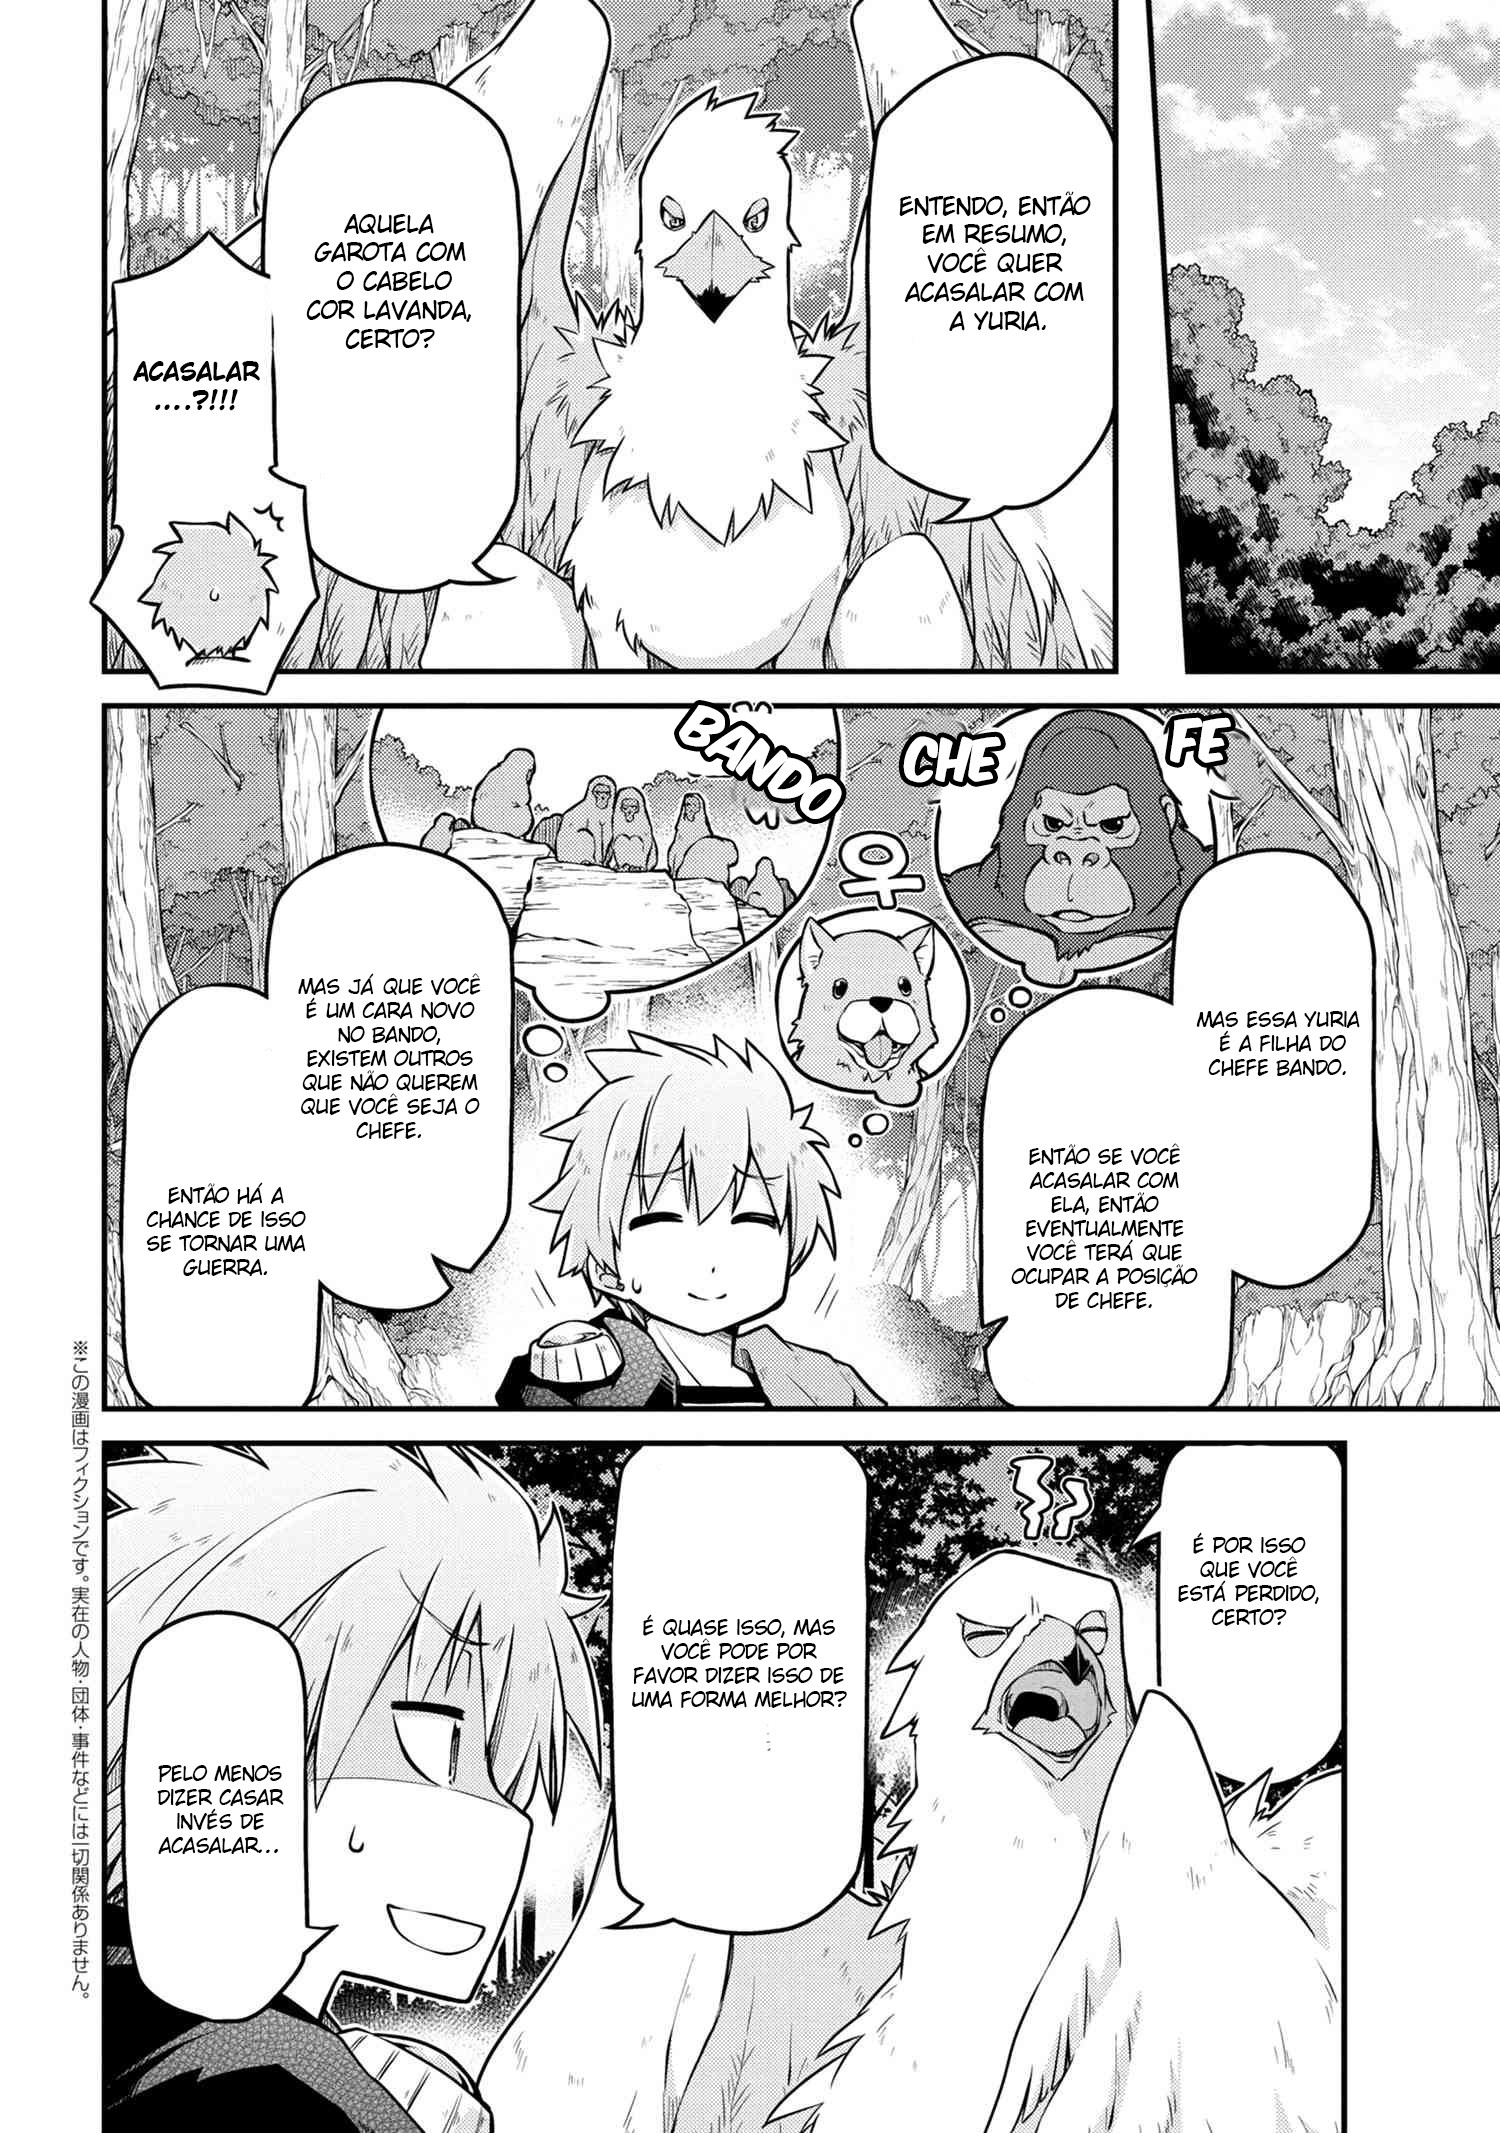 ENTENDO, ENTÃO
EM RESUMO,
VOCÊ QUER
ACASALAR COM
A YURIA.
AQUELA
GAROTA COM
O CABELO
COR LAVANDA,
CERTO?
ACASALAR
....?!!!
CHE FE
BANDO
MAS ESSA YURIA
É A FILHA DO
CHEFE BANDO.
ENTÃO SE VOCÊ
ACASALAR COM
ELA, ENTÃO
EVENTUALMENTE
VOCÊ TERÁ QUE
OCUPAR A POSIÇÃO
DE CHEFE.
MAS JÁ QUE VOCÊ
É UM CARA NOVO
NO BANDO,
EXISTEM OUTROS
QUE NÃO QUEREM
QUE VOCÊ SEJA O
CHEFE.
ENTÃO HÁ A
CHANCE DE ISSO
SE TORNAR UMA
GUERRA.
É POR ISSO
QUE VOCÊ
ESTÁ PERDIDO,
CERTO?
É QUASE ISSO, MAS
VOCÊ PODE POR
FAVOR DIZER ISSO DE
UMA FORMA MELHOR?
PELO MENOS
DIZER CASAR
INVÉS DE
ACASALAR...
※この漫画はフィクションです。実在の人物・団体・事件などには一切関係ありません。